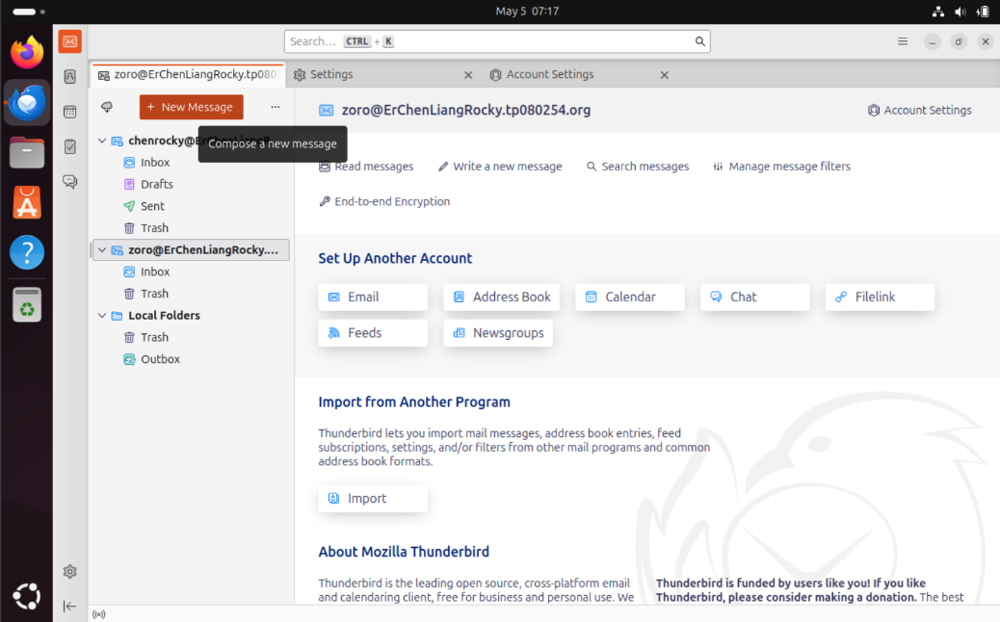 May 5 07:17
Search... CTRL + K
zoro@ErChenLiangRocky.tp080
Settings
Account Settings
+ New Message
zoro@ErChenLiangRocky.tp080254.org
Account Settings
chenrocky@
Compose a new message
Inbox
Drafts
Sent
Trash
zoro@ErChenLiangRocky....
Inbox
Trash
Local Folders
Trash
Outbox
Read messages
Write a new message
Search messages
Manage message filters
End-to-end Encryption
Set Up Another Account
Email
Address Book
Calendar
Chat
Filelink
Feeds
Newsgroups
Import from Another Program
Thunderbird lets you import mail messages, address book entries, feed
subscriptions, settings, and/or filters from other mail programs and common
address book formats.
Import
About Mozilla Thunderbird
Thunderbird is the leading open source, cross-platform email
and calendaring client, free for business and personal use. We
Thunderbird is funded by users like you! If you like
Thunderbird, please consider making a donation. The best